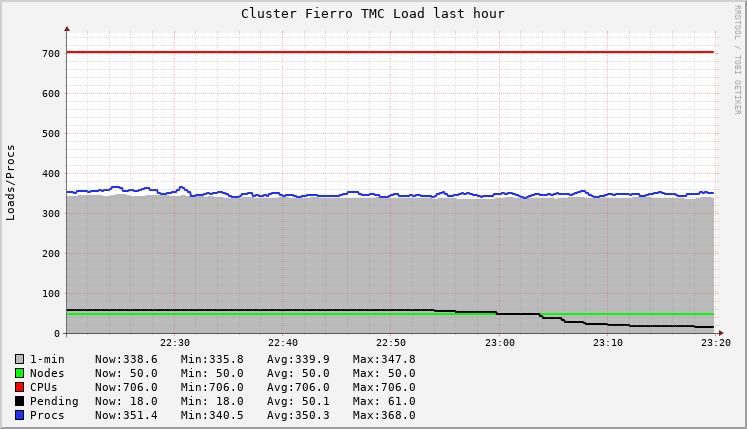 Cluster Fierro TMC Load last hour
RRDTOOL / TOBI OETIKER
Loads/Procs
700
600
500
400
300
200
100
0
22:30 22:40 22:50 23:00 23:10 23:20
1-min Now:338.6 Min:335.8 Avg:339.9 Max:347.8
Nodes Now: 50.0 Min: 50.0 Avg: 50.0 Max: 50.0
CPUs Now:706.0 Min:706.0 Avg:706.0 Max:706.0
Pending Now: 18.0 Min: 18.0 Avg: 50.1 Max: 61.0
Procs Now:351.4 Min:340.5 Avg:350.3 Max:368.0